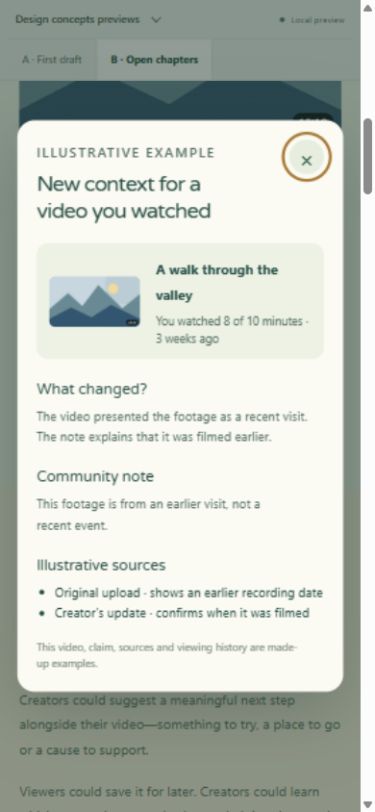 Design concepts previews
Local preview
A · First draft
B · Open chapters
ILLUSTRATIVE EXAMPLE
New context for a
video you watched
A walk through the
valley
You watched 8 of 10 minutes ·
3 weeks ago
What changed?
The video presented the footage as a recent visit.
The note explains that it was filmed earlier.
Community note
This footage is from an earlier visit, not a
recent event.
Illustrative sources
• Original upload · shows an earlier recording date
• Creator's update · confirms when it was filmed
This video, claim, sources and viewing history are made-
up examples.
Creators could suggest a meaningful next step
alongside their video—something to try, a place to go
or a cause to support.
Viewers could save it for later. Creators could learn